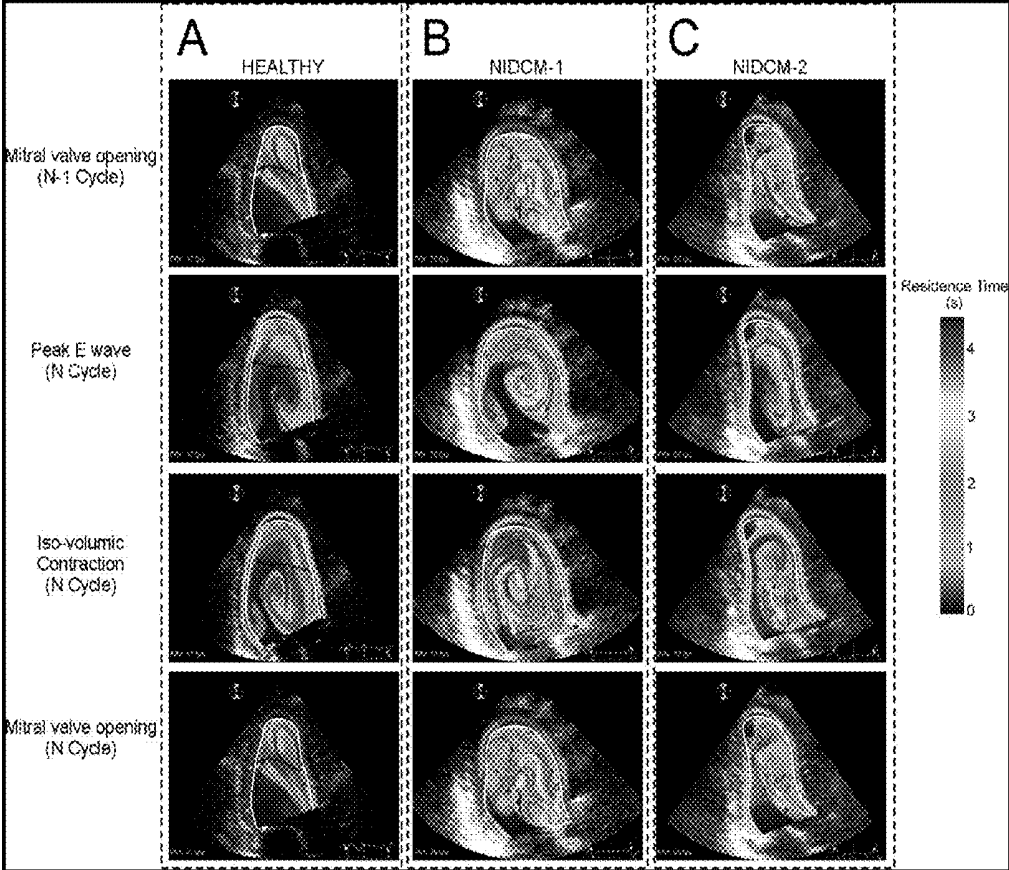 A
B
C
HEALTHY
NIDCM-1
NIDCM-2
Mitral valve opening
(N-1 Cycle)
Peak E wave
(N Cycle)
Iso-volumic
Contraction
(N Cycle)
Mitral valve opening
(N Cycle)
Residence Time
(s)
4
3
2
1
0